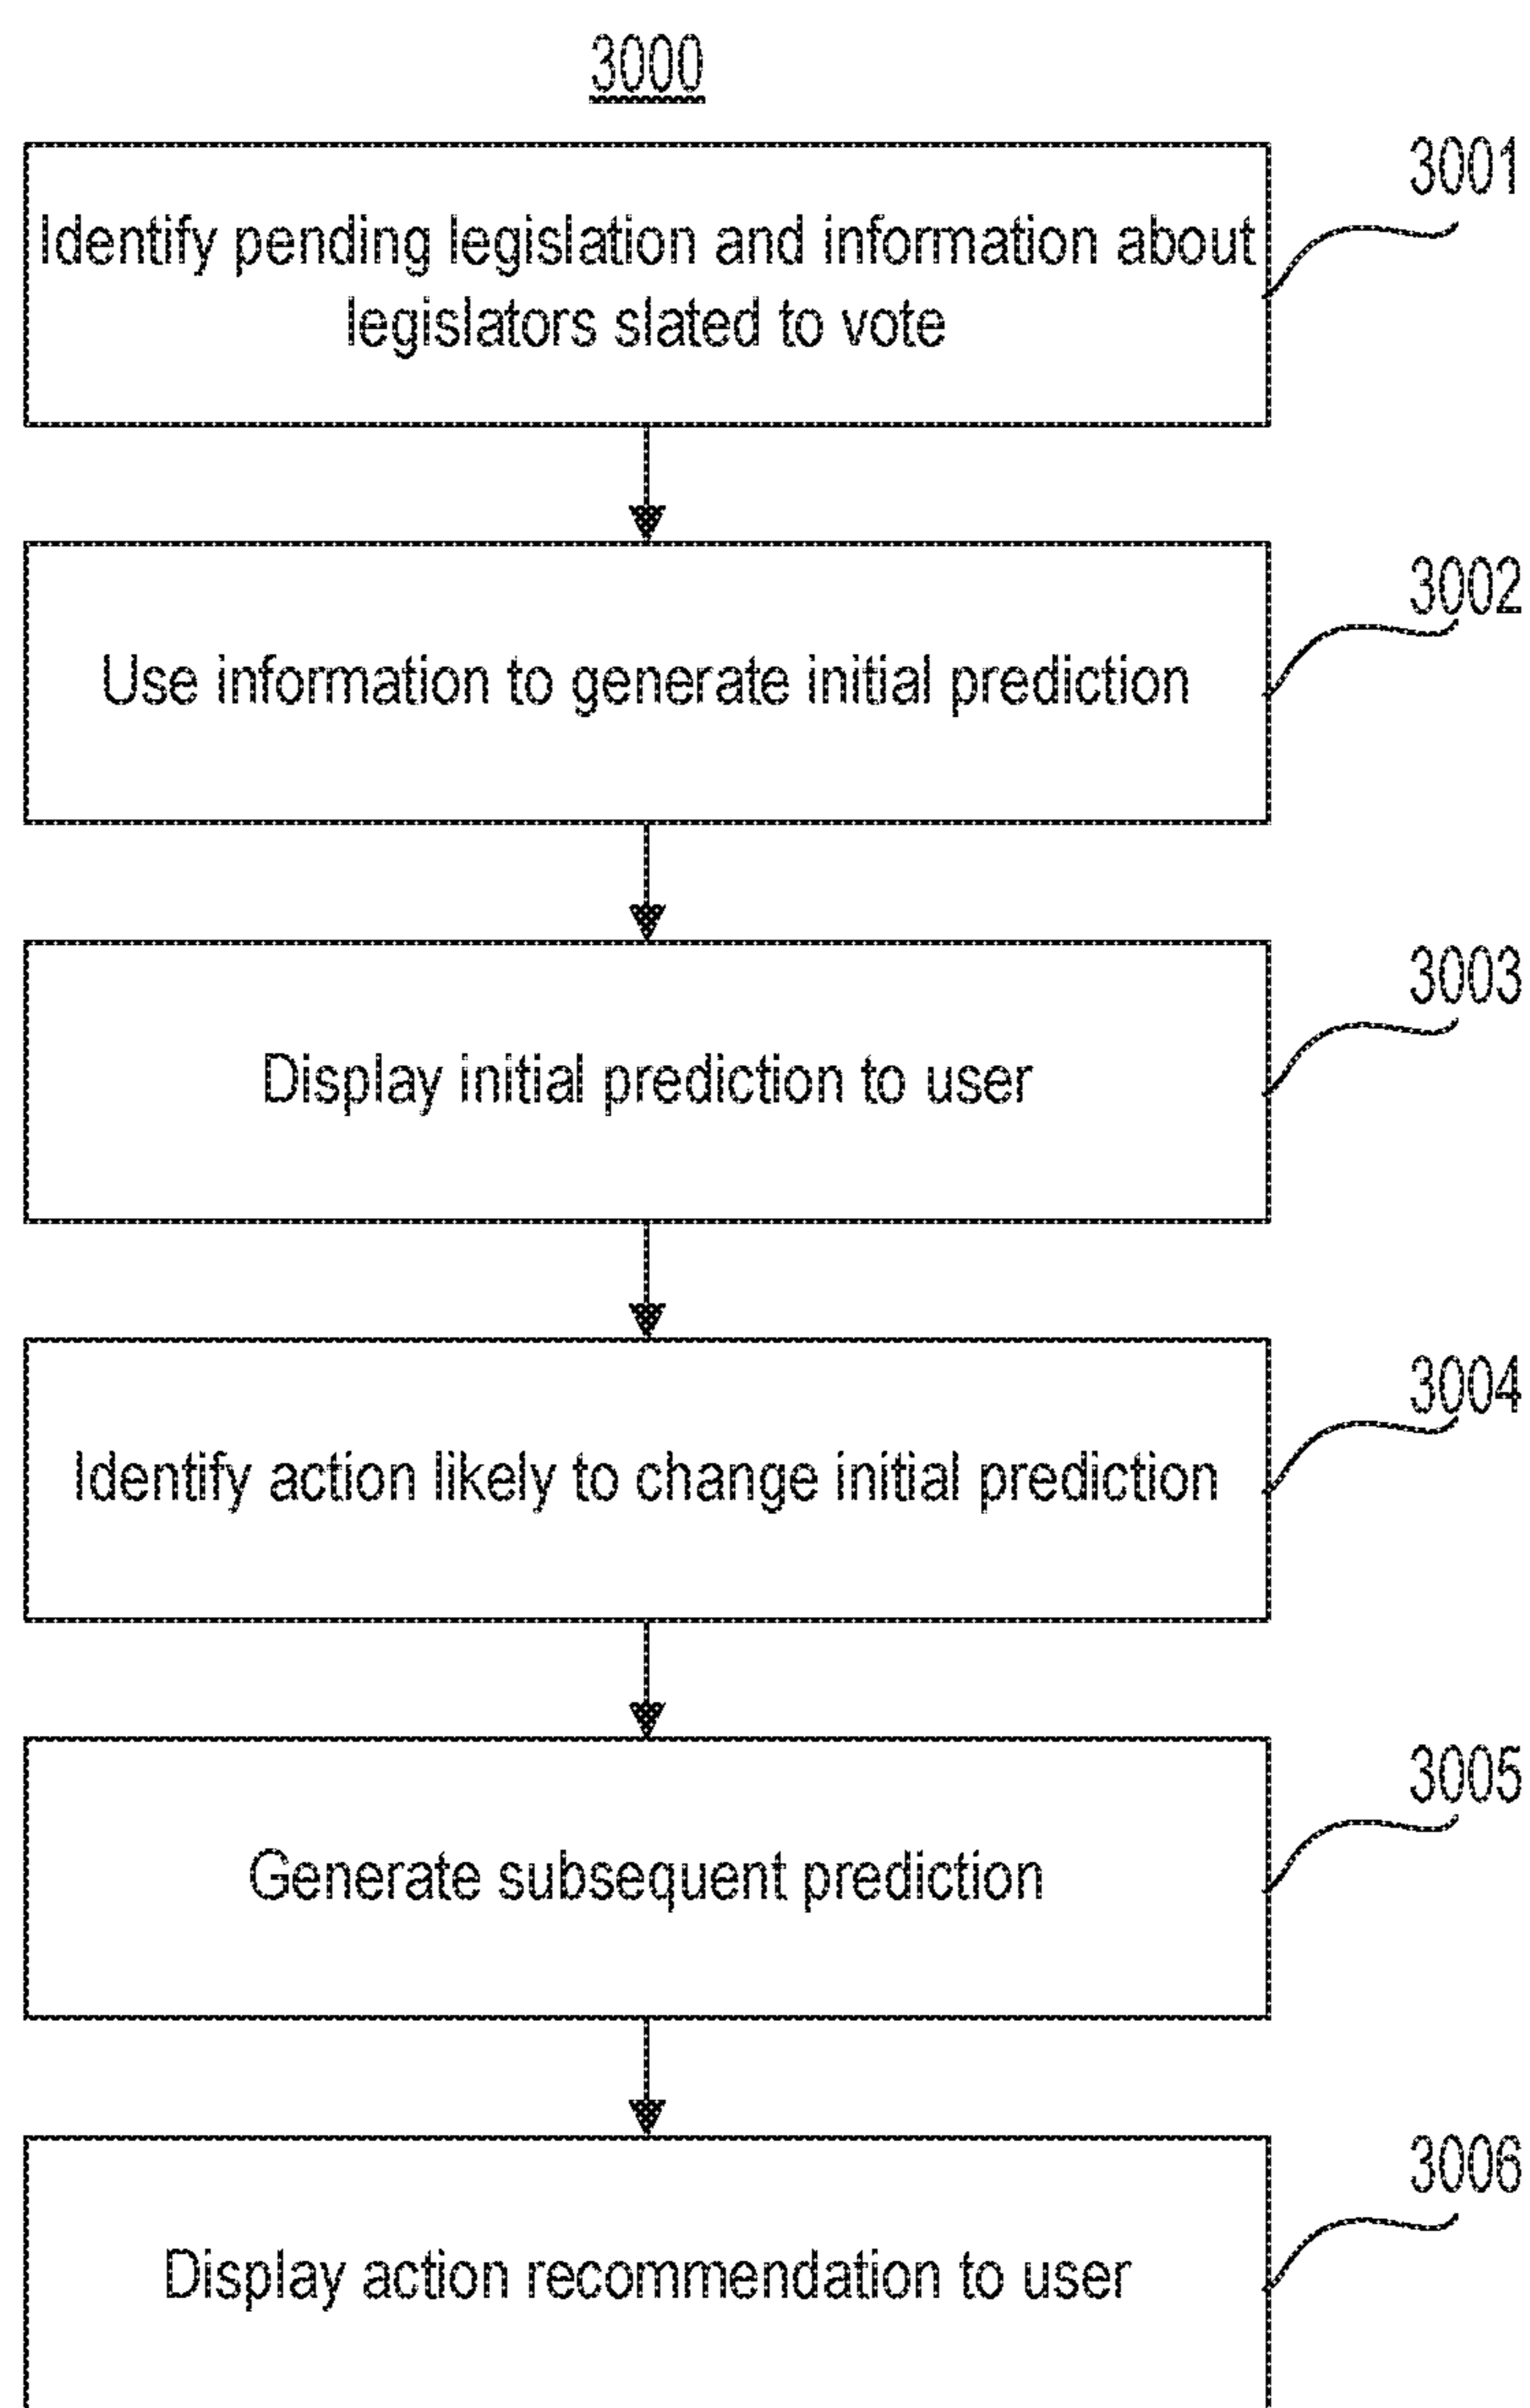 3000
3001
Identify pending legislation and information about
legislators slated to vote
3002
Use information to generate initial prediction
3003
Display initial prediction to user
3004
Identify action likely to change initial prediction
3005
Generate subsequent prediction
3006
Display action recommendation to user